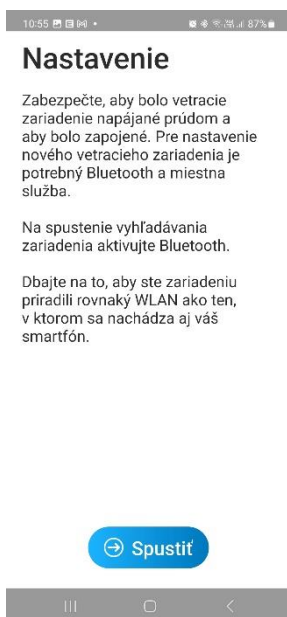 10:55
87%
Nastavenie
Zabezpečte, aby bolo vetracie
zariadenie napájané prúdom a
aby bolo zapojené. Pre nastavenie
nového vetracieho zariadenia je
potrebný Bluetooth a miestna
služba.
Na spustenie vyhľadávania
zariadenia aktivujte Bluetooth.
Dbajte na to, aby ste zariadeniu
priradili rovnaký WLAN ako ten,
v ktorom sa nachádza aj váš
smartfón.
Spustiť